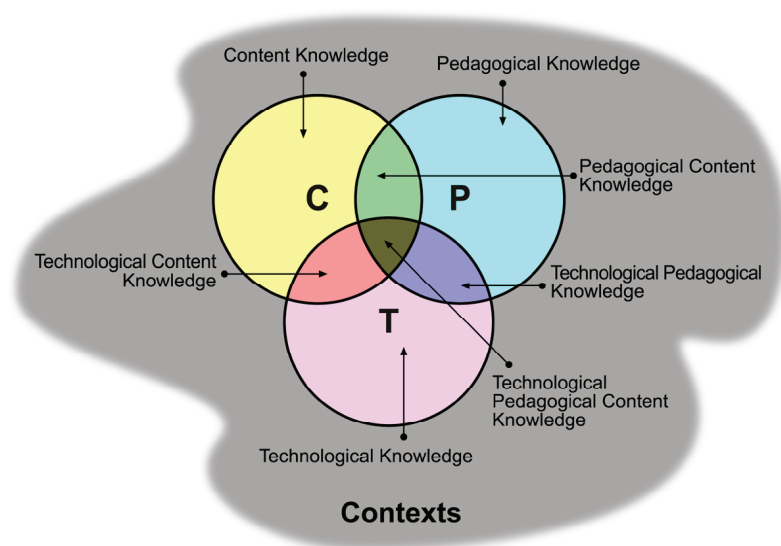 Content Knowledge
Pedagogical Knowledge
Pedagogical Content
Knowledge
C
P
Technological Content
Knowledge
Technological Pedagogical
Knowledge
T
Technological
Pedagogical Content
Knowledge
Technological Knowledge
Contexts